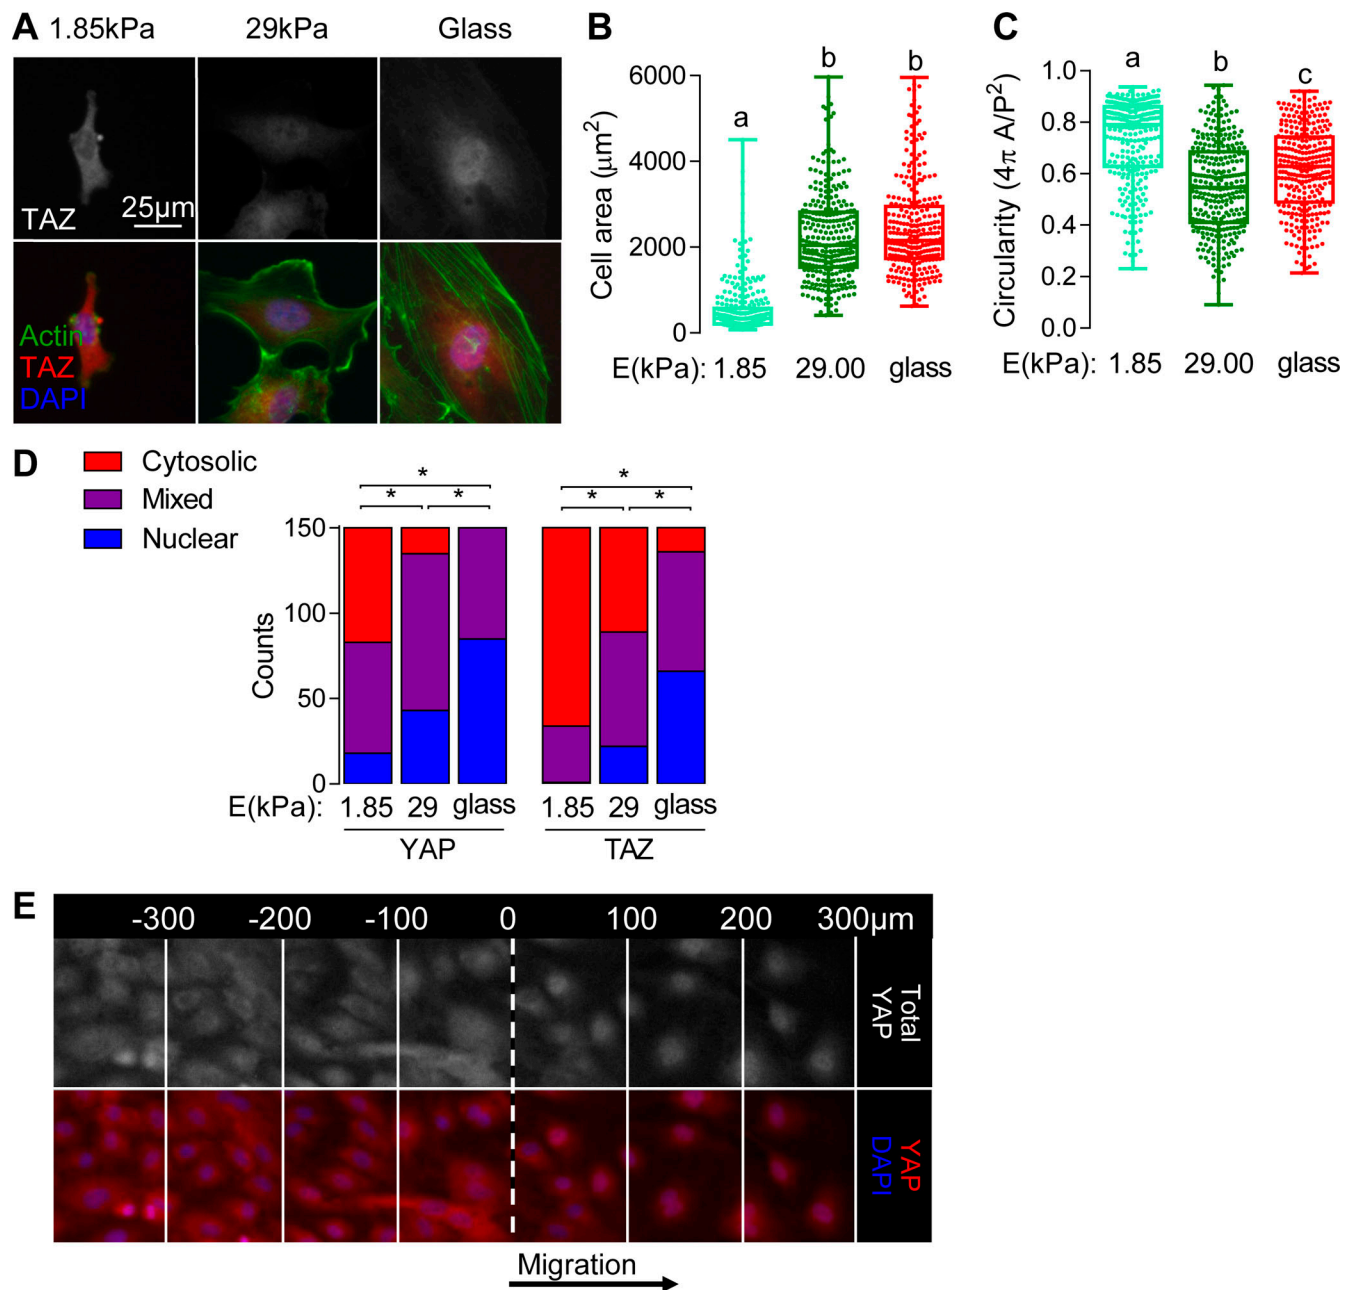 A
1.85kPa
29kPa
Glass
TAZ
25μm
Actin
TAZ
DAPI
B
Cell area (μm²)
6000
4000
2000
0
a
b
b
E(kPa): 1.85 29.00 glass
C
Circularity (4π A/P²)
1.0
0.8
0.6
0.4
0.2
0.0
a
b
c
E(kPa): 1.85 29.00 glass
D
Cytosolic
Mixed
Nuclear
Counts
150
100
50
0
* * *
* * *
E(kPa): 1.85 29 glass 1.85 29 glass
YAP
TAZ
E
-300 -200 -100 0 100 200 300μm
Total
YAP
YAP
DAPI
Migration